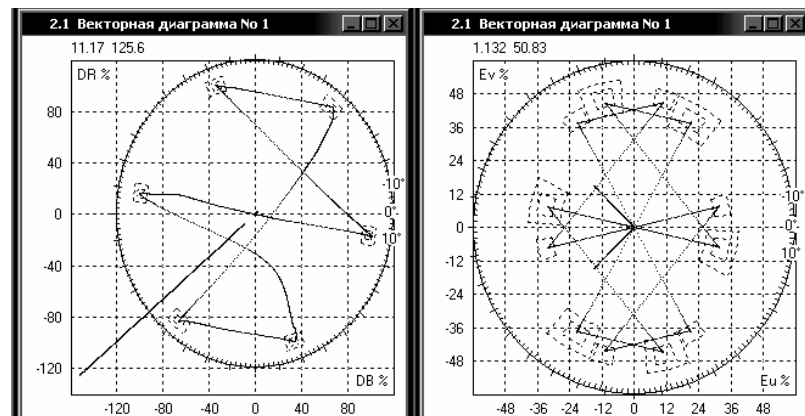 2.1 Векторная диаграмма No 1
11.17 125.6
DR %
80
40
0
-40
-80
-120
-10°
0°
10°
DB %
-120 -80 -40 0 40 80
2.1 Векторная диаграмма No 1
1.132 50.83
Ev %
48
36
24
12
0
-12
-24
-36
-48
10°
0°
10°
Eu %
-48 -36 -24 -12 0 12 24 36 48